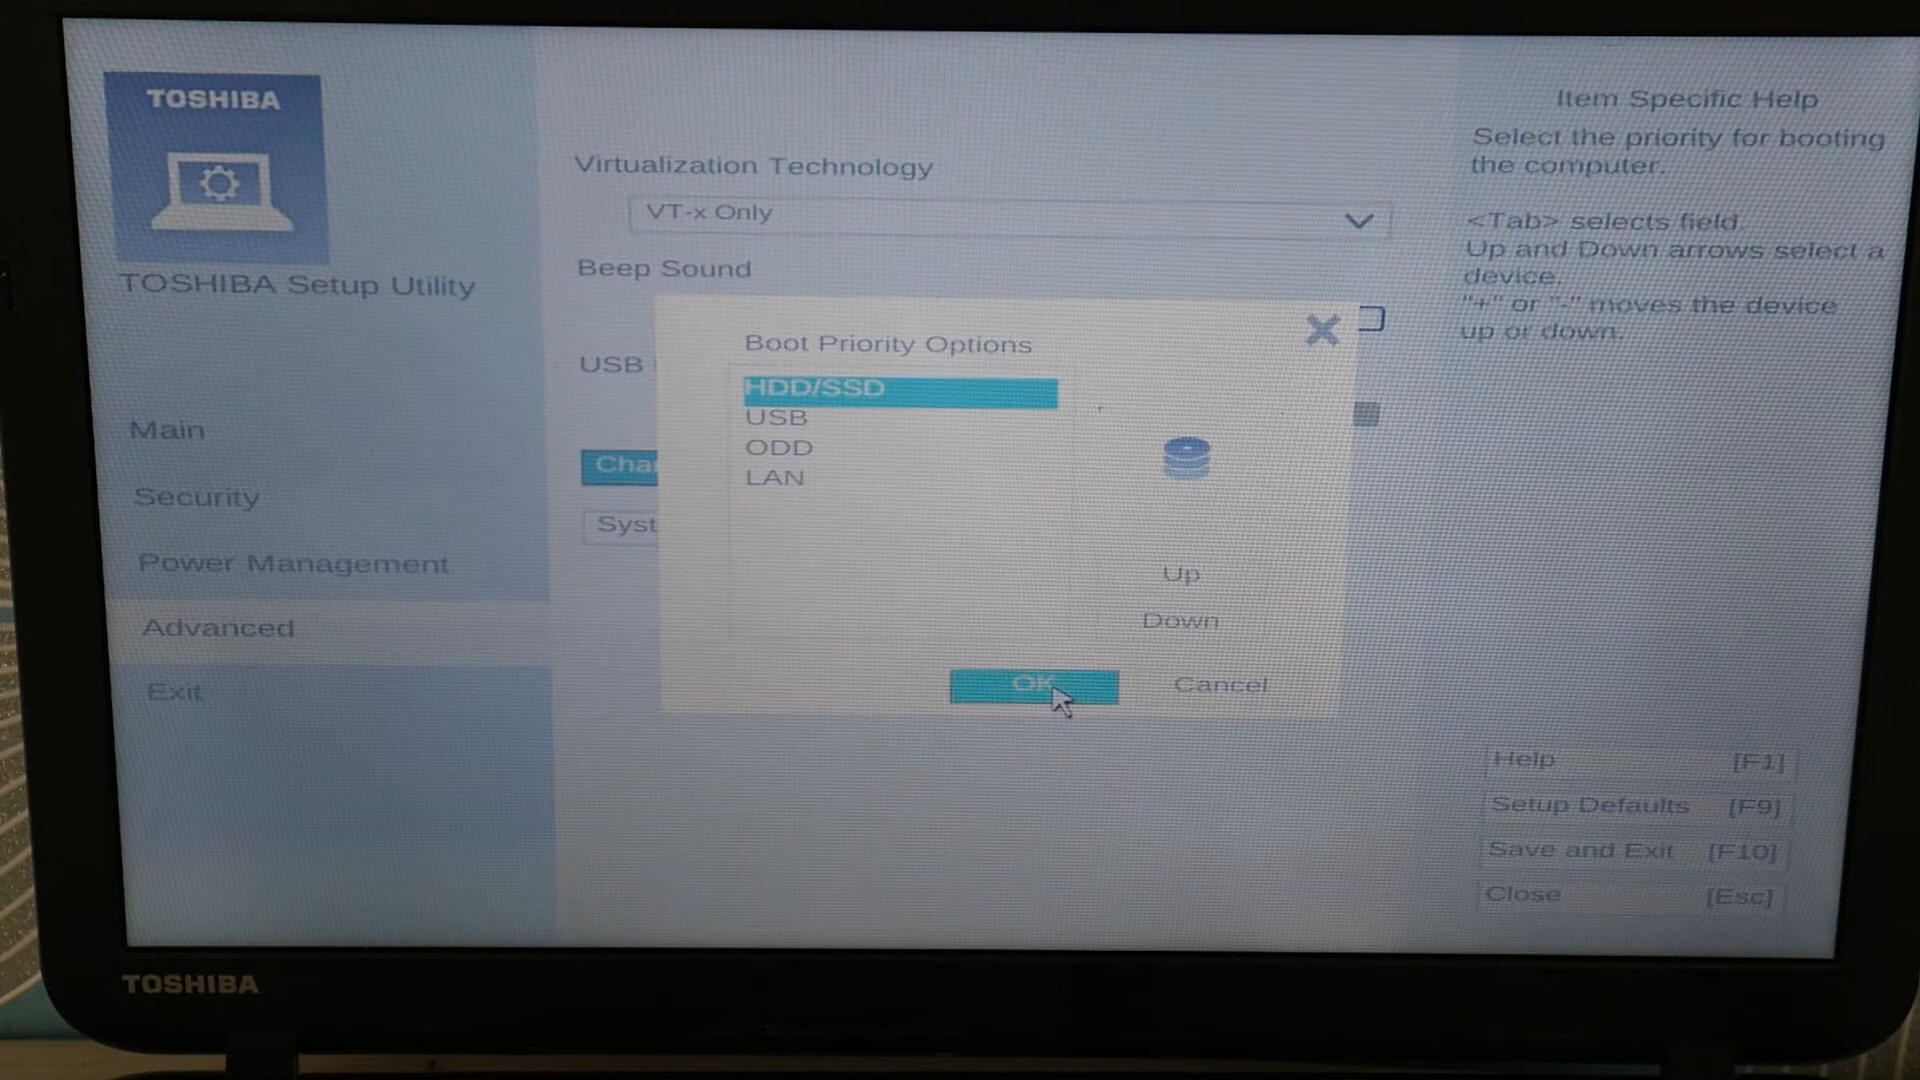 TOSHIBA
TOSHIBA Setup Utility
Main
Security
Power Management
Advanced
Exit
Virtualization Technology
VT-x Only
Beep Sound
USB
Syst
Boot Priority Options
HDD/SSD
USB
ODD
LAN
Up
Down
OK
Cancel
Item Specific Help
Select the priority for booting
the computer.
<Tab> selects field.
Up and Down arrows select a
device.
"+" or "-" moves the device
up or down.
Help [F1]
Setup Defaults [F9]
Save and Exit [F10]
Close [Esc]
TOSHIBA